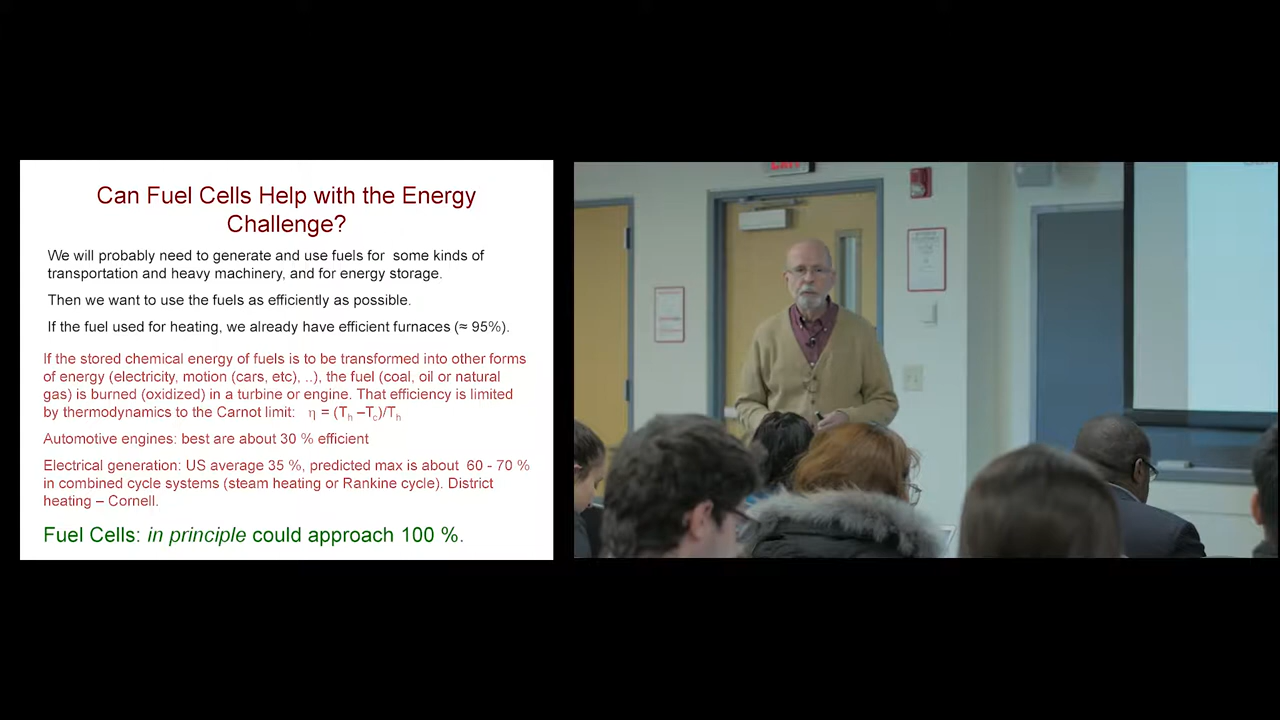 Can Fuel Cells Help with the Energy
Challenge?
We will probably need to generate and use fuels for some kinds of
transportation and heavy machinery, and for energy storage.
Then we want to use the fuels as efficiently as possible.
If the fuel used for heating, we already have efficient furnaces (≈ 95%).
If the stored chemical energy of fuels is to be transformed into other forms
of energy (electricity, motion (cars, etc), ..), the fuel (coal, oil or natural
gas) is burned (oxidized) in a turbine or engine. That efficiency is limited
by thermodynamics to the Carnot limit: η = (Th –Tc)/Th
Automotive engines: best are about 30 % efficient
Electrical generation: US average 35 %, predicted max is about 60 - 70 %
in combined cycle systems (steam heating or Rankine cycle). District
heating – Cornell.
Fuel Cells: in principle could approach 100 %.